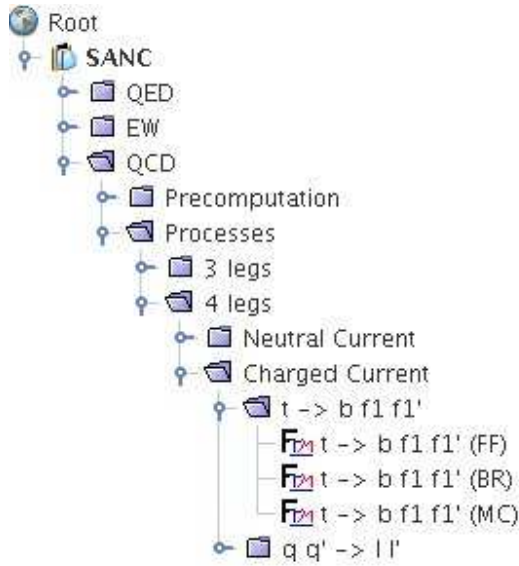 Root
SANC
QED
EW
QCD
Precomputation
Processes
3 legs
4 legs
Neutral Current
Charged Current
t -> b f1 f1'
t -> b f1 f1' (FF)
t -> b f1 f1' (BR)
t -> b f1 f1' (MC)
q q' -> l l'